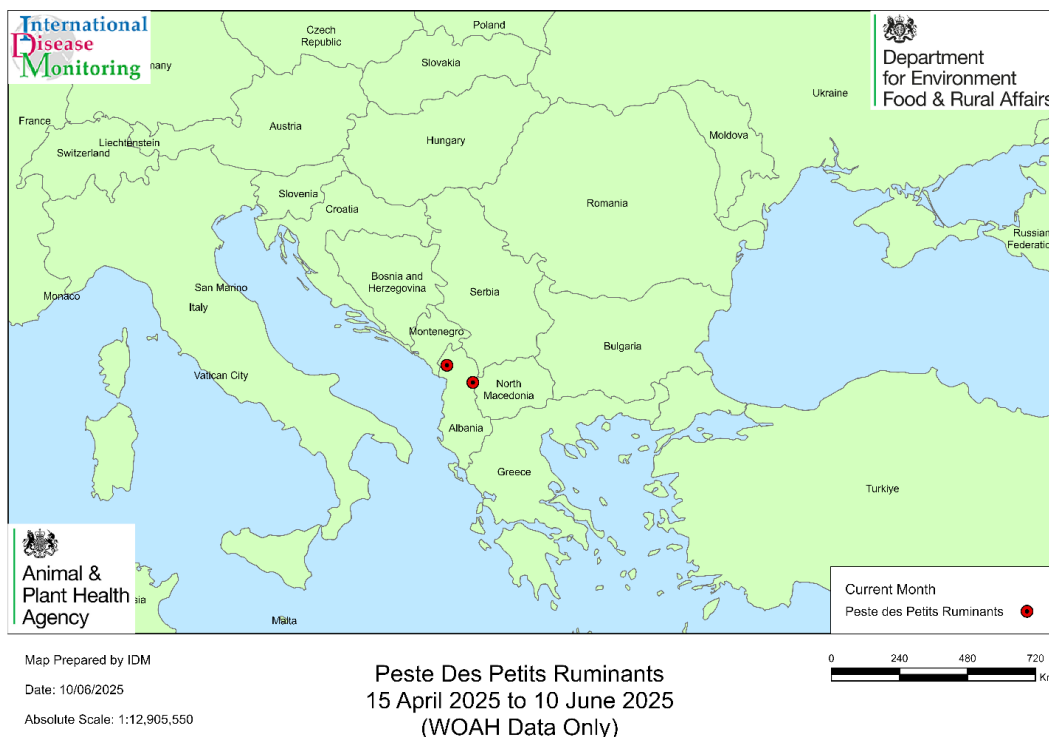 International
Disease
Monitoring
Department
for Environment
Food & Rural Affairs
Poland
Czech
Republic
Slovakia
many
Ukraine
France
Austria
Moldova
Liechtenstein
Switzerland
Hungary
Slovenia
Croatia
Romania
Russian
Federatio
Bosnia and
Herzegovina
Serbia
San Marino
Monaco
Italy
Montenegro
Bulgaria
Vatican City
North
Macedonia
Albania
Greece
Turkiye
Animal &
Plant Health
Agency
sia
Malta
Current Month
Peste des Petits Ruminants
Map Prepared by IDM
Date: 10/06/2025
Absolute Scale: 1:12,905,550
Peste Des Petits Ruminants
15 April 2025 to 10 June 2025
(WOAH Data Only)
0 240 480 720
Km